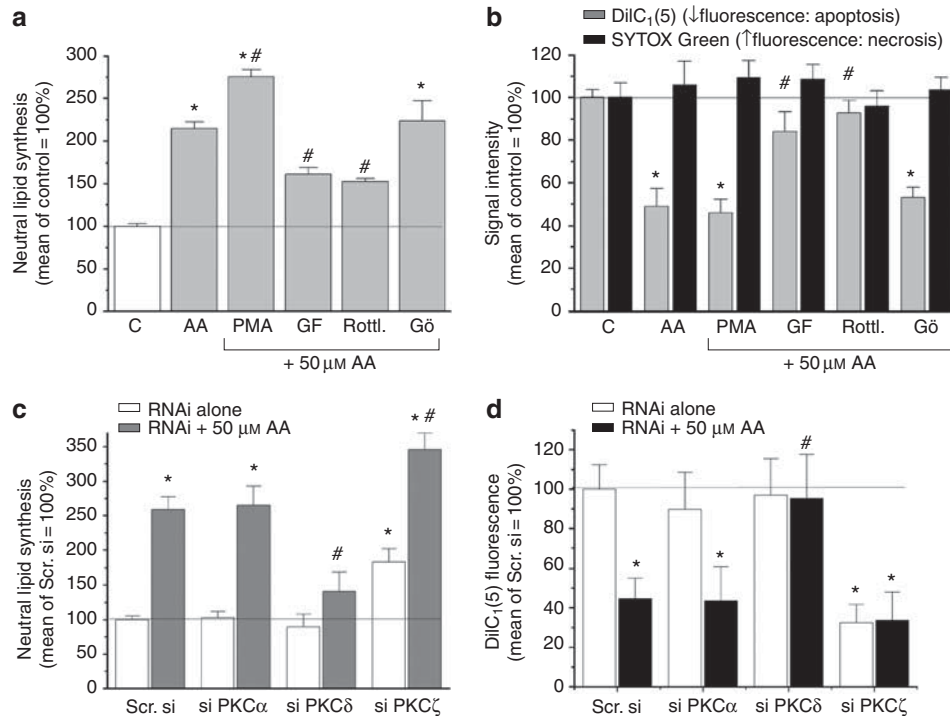 a
Neutral lipid synthesis
(mean of control = 100%)
300
250
200
150
100
50
0
*
* #
#
#
*
C AA PMA GF Rottl. Gö
+ 50 μM AA
b
DilC1(5) (↓fluorescence: apoptosis)
SYTOX Green (↑fluorescence: necrosis)
Signal intensity
(mean of control = 100%)
120
100
80
60
40
20
0
*
*
#
#
*
C AA PMA GF Rottl. Gö
+ 50 μM AA
c
RNAi alone
RNAi + 50 μM AA
Neutral lipid synthesis
(mean of Scr. si = 100%)
350
300
250
200
150
100
50
0
*
*
#
*
* #
Scr. si si PKCα si PKCδ si PKCζ
d
RNAi alone
RNAi + 50 μM AA
DilC1(5) fluorescence
(mean of Scr. si = 100%)
120
100
80
60
40
20
0
*
*
#
*
*
Scr. si si PKCα si PKCδ si PKCζ